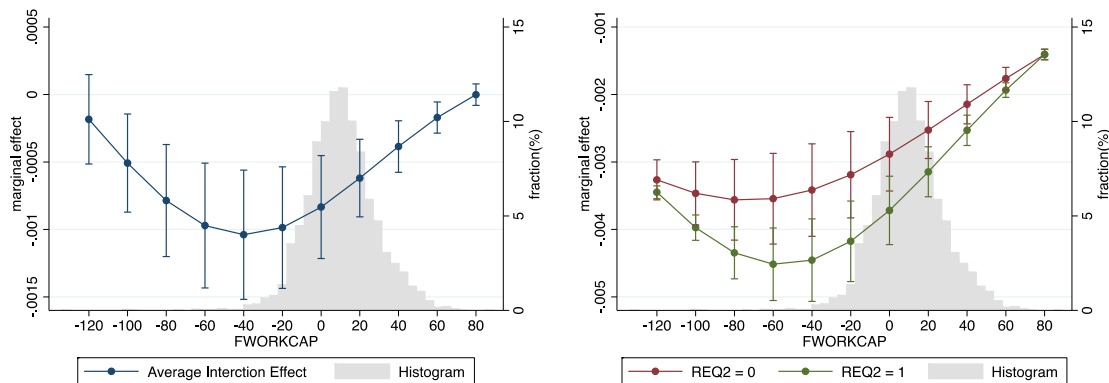 .0005
0
-.0005
-.001
-.0015
marginal effect
15
10
5
0
fraction(%)
-120 -100 -80 -60 -40 -20 0 20 40 60 80
FWORKCAP
Average Interction Effect Histogram
-.001
-.002
-.003
-.004
-.005
marginal effect
15
10
5
0
fraction(%)
-120 -100 -80 -60 -40 -20 0 20 40 60 80
FWORKCAP
REQ2 = 0 REQ2 = 1 Histogram